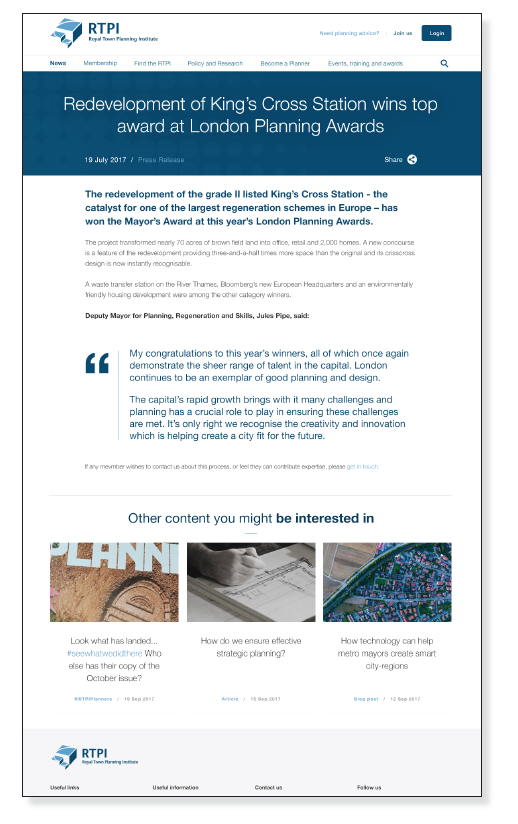 RTPI
Royal Town Planning Institute
Need planning advice?
Join us
Login
News
Membership
Find the RTPI
Policy and Research
Become a Planner
Events, training and awards
Redevelopment of King's Cross Station wins top
award at London Planning Awards
19 July 2017 / Press Release
Share
The redevelopment of the grade II listed King's Cross Station - the
catalyst for one of the largest regeneration schemes in Europe – has
won the Mayor's Award at this year's London Planning Awards.
The project transformed nearly 70 acres of brown field land into office, retail and 2,000 homes. A new concourse
is a feature of the redevelopment providing three-and-a-half times more space than the original and its crisscross
design is now instantly recognisable.
A waste transfer station on the River Thames, Bloomberg's new European Headquarters and an environmentally
friendly housing development were among the other category winners.
Deputy Mayor for Planning, Regeneration and Skills, Jules Pipe, said:
“
My congratulations to this year's winners, all of which once again
demonstrate the sheer range of talent in the capital. London
continues to be an exemplar of good planning and design.
The capital's rapid growth brings with it many challenges and
planning has a crucial role to play in ensuring these challenges
are met. It's only right we recognise the creativity and innovation
which is helping create a city fit for the future.
If any mevmber wishes to contact us about this process, or feel they can contribute expertise, please get in touch.
Other content you might be interested in
PLANNI
Look what has landed...
#seewhatwedidthere Who
else has their copy of the
October issue?
How do we ensure effective
strategic planning?
How technology can help
metro mayors create smart
city-regions
/ 19 Sep 2017
Article / 15 Sep 2017
Blog post / 12 Sep 2017
RTPI
Royal Town Planning Institute
Useful links
Useful information
Contact us
Follow us